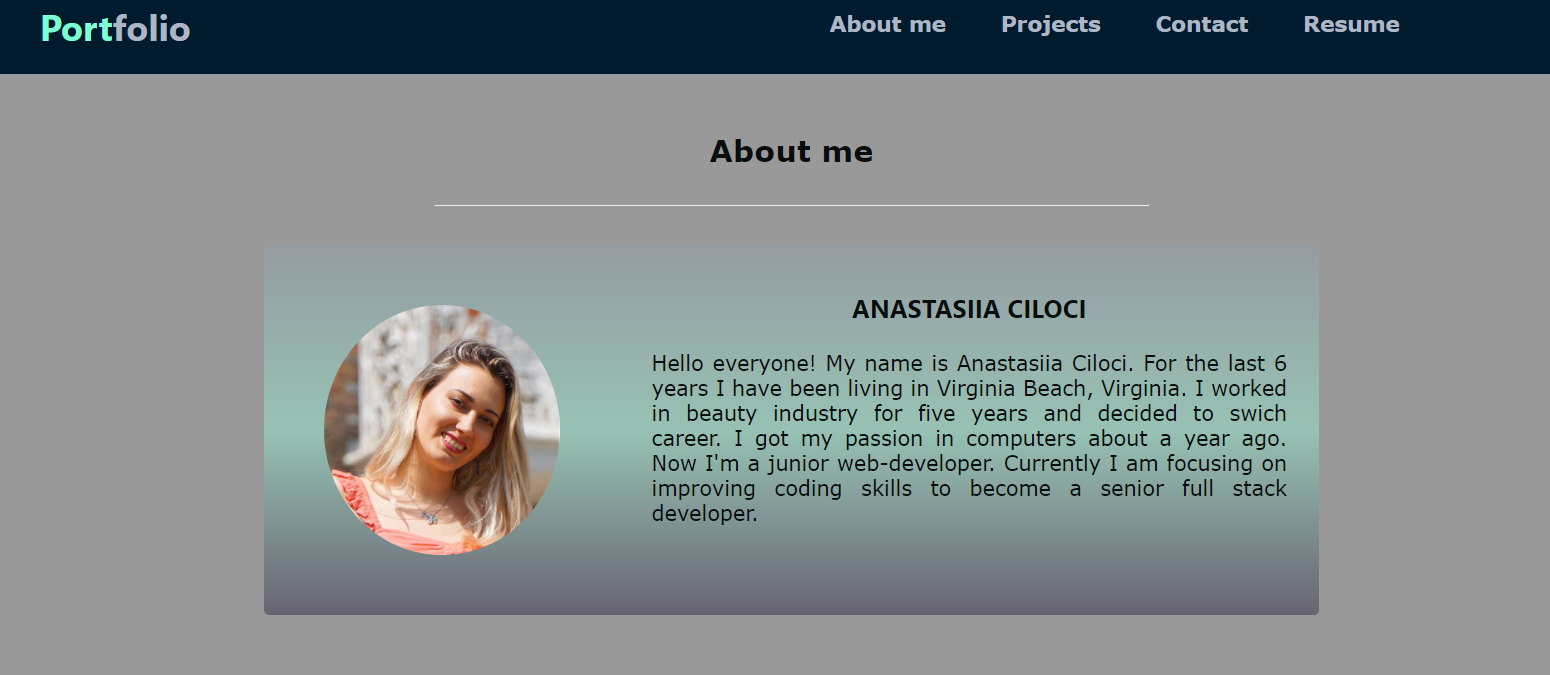 Portfolio About me Projects Contact Resume
About me
ANASTASIIA CILOCI
Hello everyone! My name is Anastasiia Ciloci. For the last 6
years I have been living in Virginia Beach, Virginia. I worked
in beauty industry for five years and decided to swich
career. I got my passion in computers about a year ago.
Now I'm a junior web-developer. Currently I am focusing on
improving coding skills to become a senior full stack
developer.